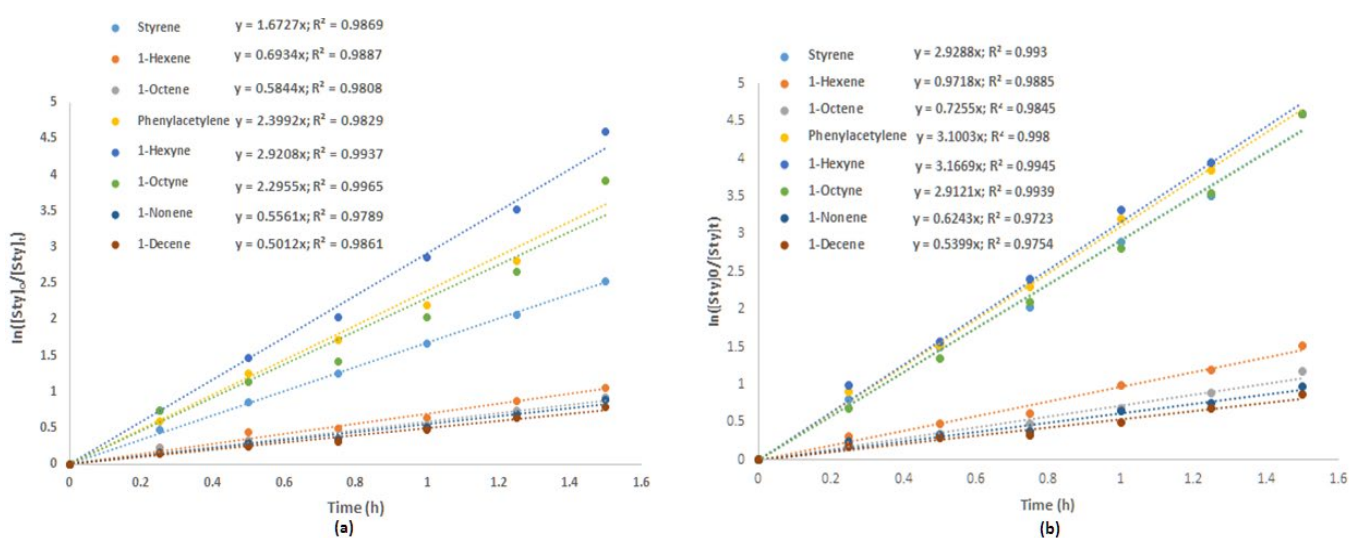 Styrene y = 1.6727x; R² = 0.9869
1-Hexene y = 0.6934x; R² = 0.9887
1-Octene y = 0.5844x; R² = 0.9808
Phenylacetylene y = 2.3992x; R² = 0.9829
1-Hexyne y = 2.9208x; R² = 0.9937
1-Octyne y = 2.2955x; R² = 0.9965
1-Nonene y = 0.5561x; R² = 0.9789
1-Decene y = 0.5012x; R² = 0.9861
5
4.5
4
3.5
3
2.5
2
1.5
1
0.5
0
ln([Sty]₀/[Sty]ₜ)
0 0.2 0.4 0.6 0.8 1 1.2 1.4 1.6
Time (h)
(a)
Styrene y = 2.9288x; R² = 0.993
1-Hexene y = 0.9718x; R² = 0.9885
1-Octene y = 0.7255x; R² = 0.9845
Phenylacetylene y = 3.1003x; R² = 0.998
1-Hexyne y = 3.1669x; R² = 0.9945
1-Octyne y = 2.9121x; R² = 0.9939
1-Nonene y = 0.6243x; R² = 0.9723
1-Decene y = 0.5399x; R² = 0.9754
5
4.5
4
3.5
3
2.5
2
1.5
1
0.5
0
ln([Sty]0/[Sty]t)
0 0.2 0.4 0.6 0.8 1 1.2 1.4 1.6
Time (h)
(b)